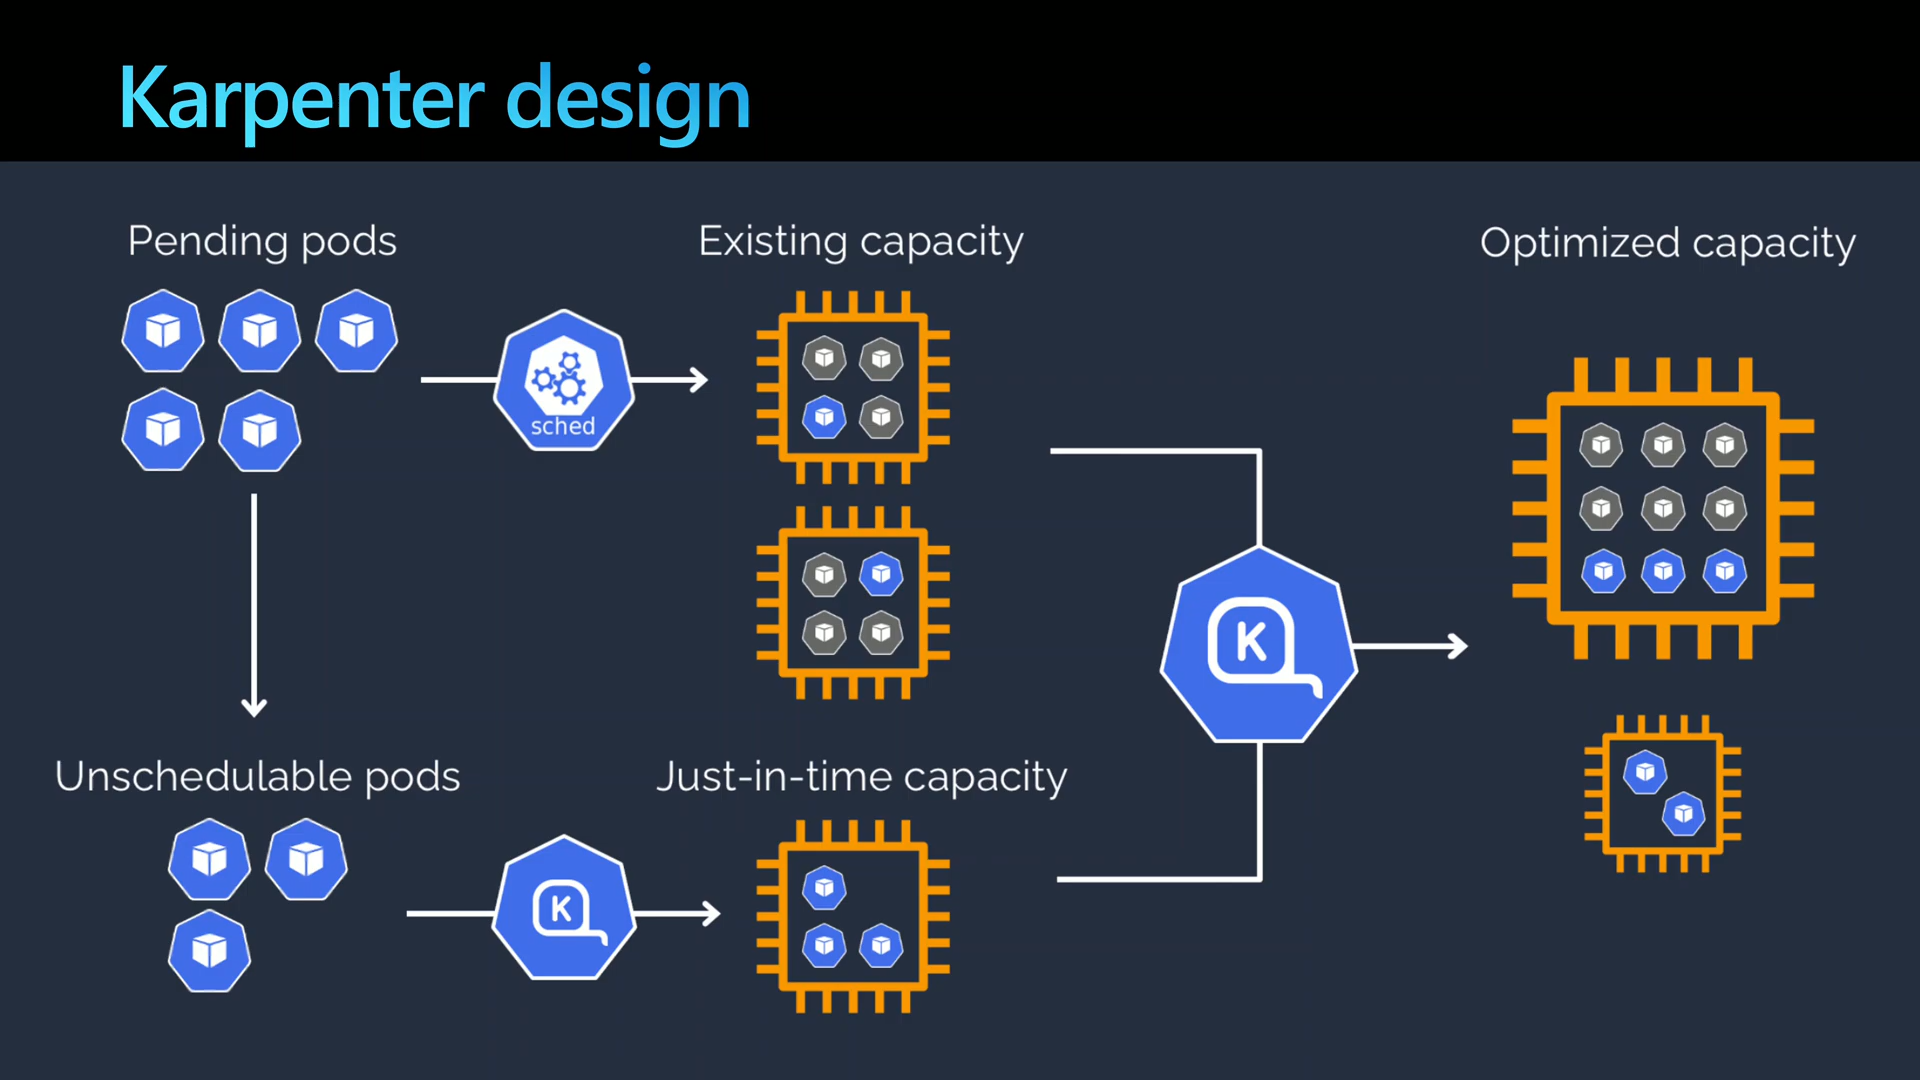 Karpenter design
Pending pods
Existing capacity
Optimized capacity
sched
K
Unschedulable pods
Just-in-time capacity
K